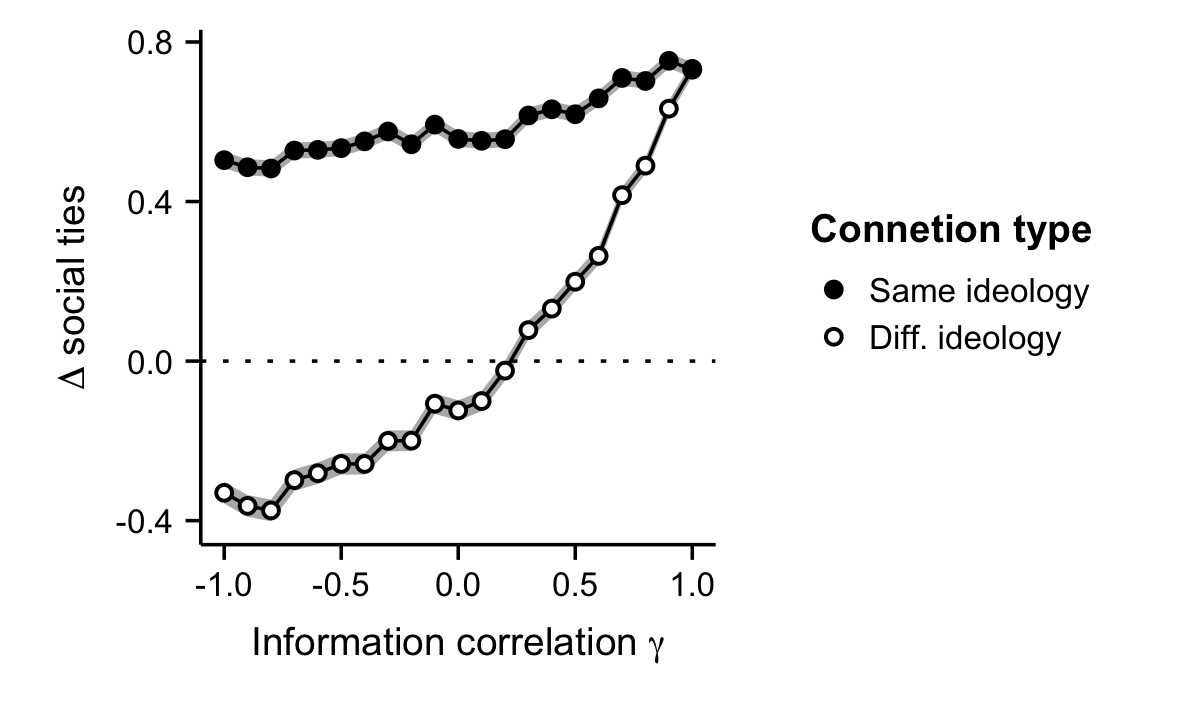 0.8
0.4
0.0
-0.4
Δ social ties
-1.0 -0.5 0.0 0.5 1.0
Information correlation γ
Connetion type
Same ideology
Diff. ideology